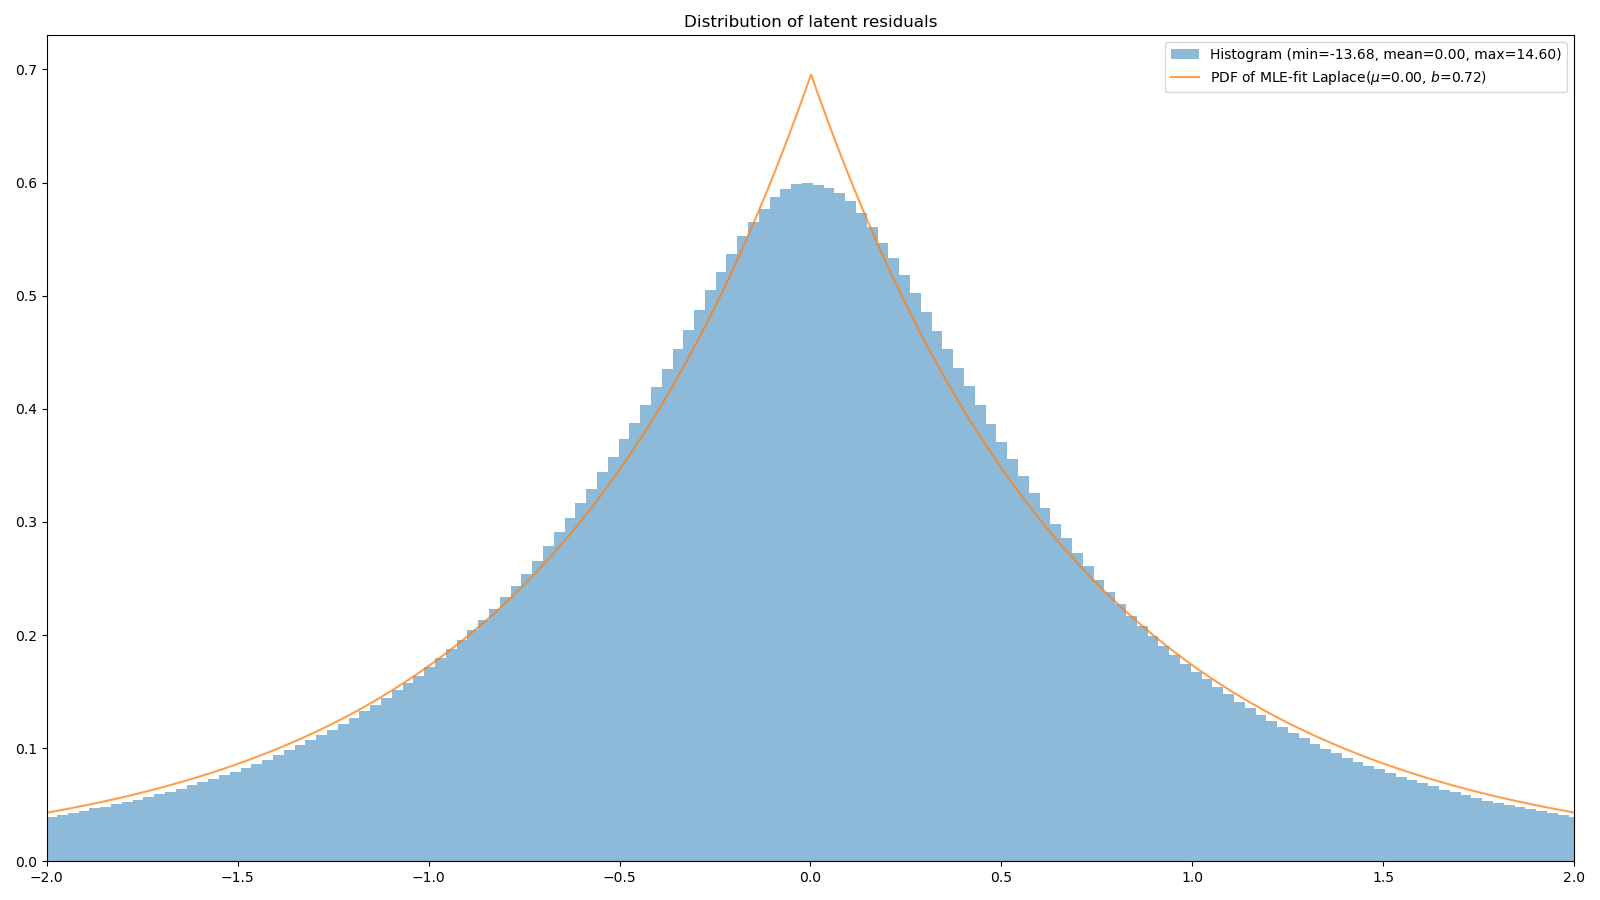 Distribution of latent residuals
Histogram (min=-13.68, mean=0.00, max=14.60)
PDF of MLE-fit Laplace(μ=0.00, b=0.72)
0.7
0.6
0.5
0.4
0.3
0.2
0.1
0.0
−2.0 −1.5 −1.0 −0.5 0.0 0.5 1.0 1.5 2.0